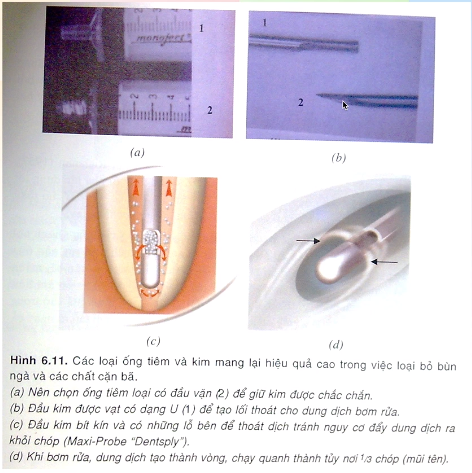 1
monoject
2
(a)
1
2
(b)
(c)
(d)
Hình 6.11. Các loại ống tiêm và kim mang lại hiệu quả cao trong việc loại bỏ bùn
ngà và các chất cặn bã.
(a) Nên chọn ống tiêm loại có đầu vặn (2) để giữ kim được chắc chắn.
(b) Đầu kim được vạt có dạng U (1) để tạo lối thoát cho dung dịch bơm rửa.
(c) Đầu kim bít kín và có những lỗ bên để thoát dịch tránh nguy cơ đẩy dung dịch ra
khỏi chóp (Maxi-Probe “Dentsply”).
(d) Khi bơm rửa, dung dịch tạo thành vòng, chạy quanh thành tủy nơi 1/3 chóp (mũi tên).